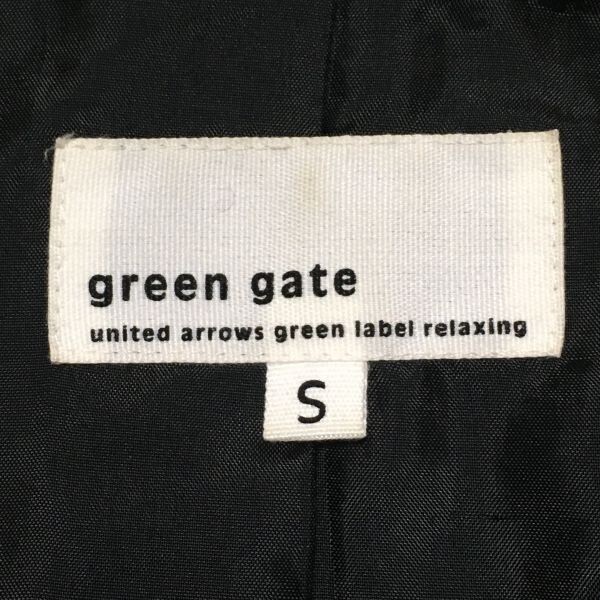 green gate
united arrows green label relaxing
S